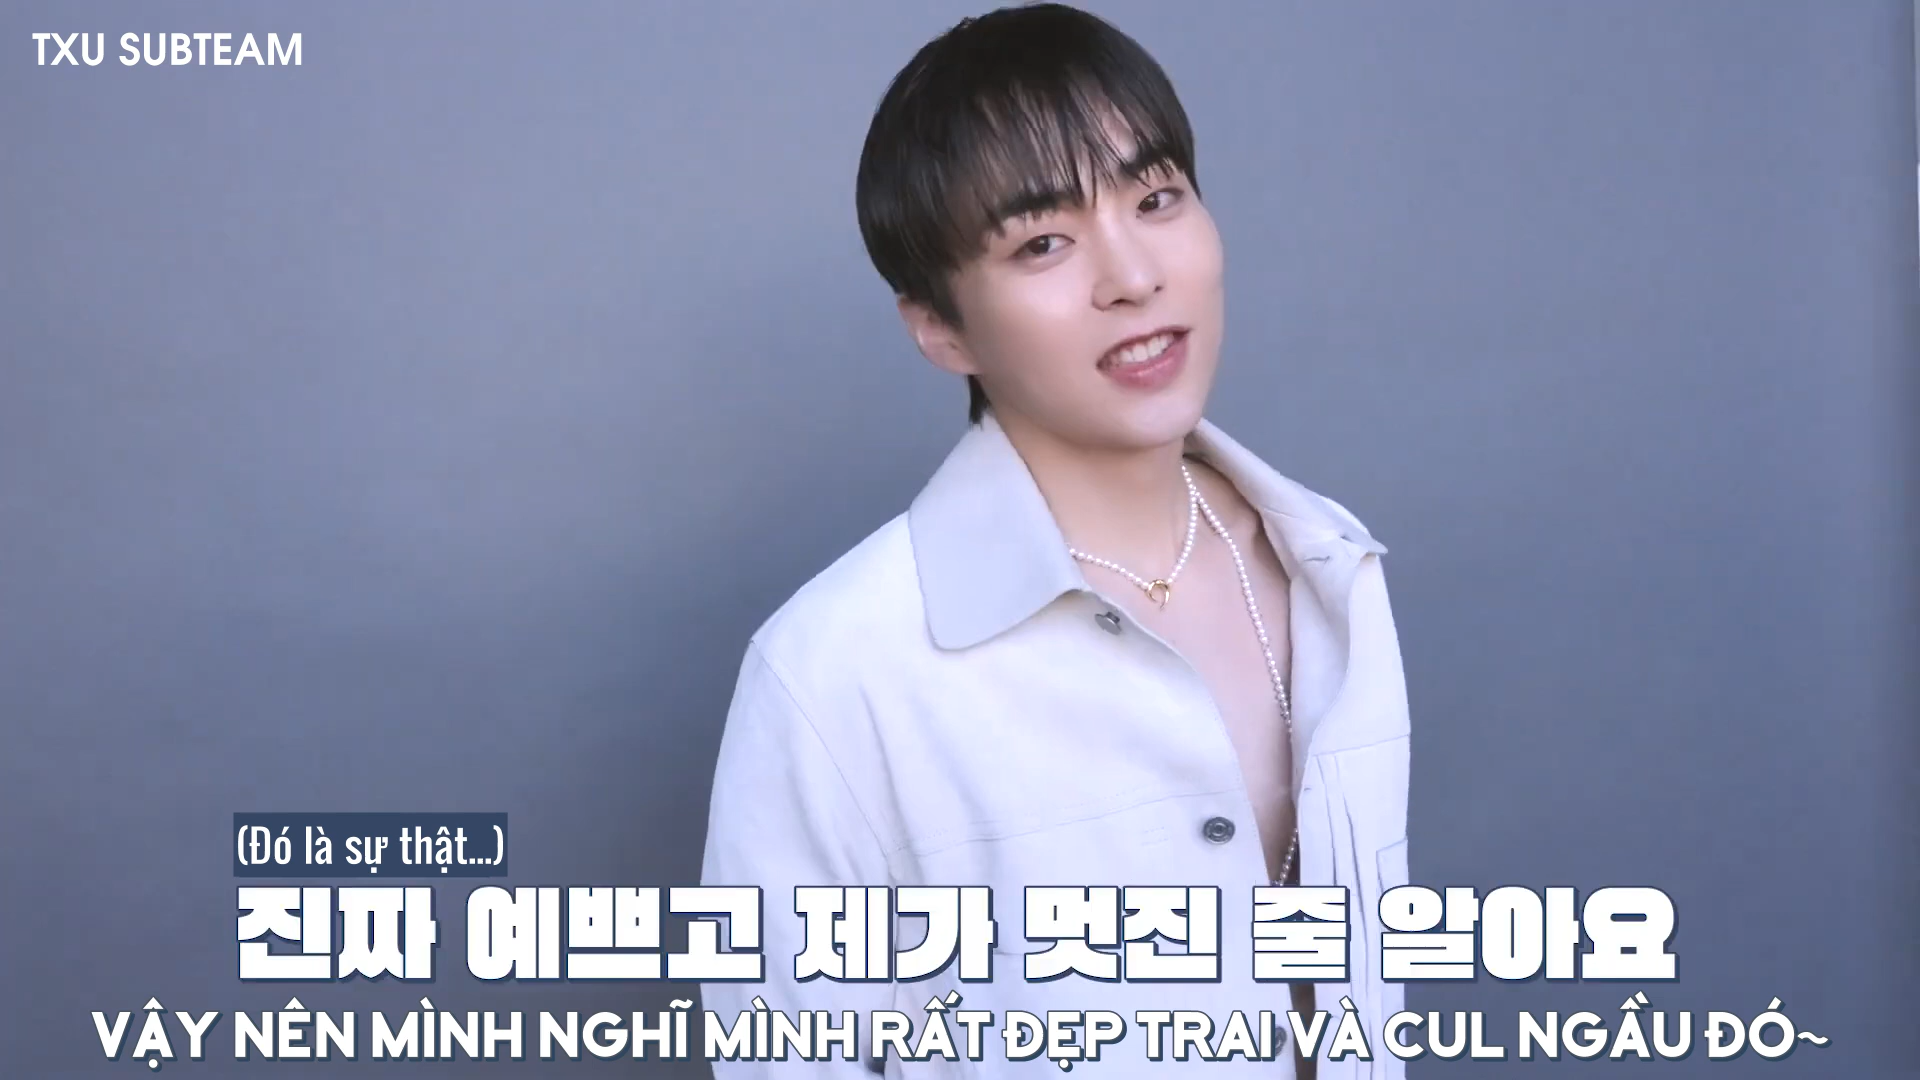 TXU SUBTEAM
(Đó là sự thật...)
진짜 예쁘고 제가 멋진 줄 알아요
VẬY NÊN MÌNH NGHĨ MÌNH RẤT ĐẸP TRAI VÀ CUL NGẦU ĐÓ~